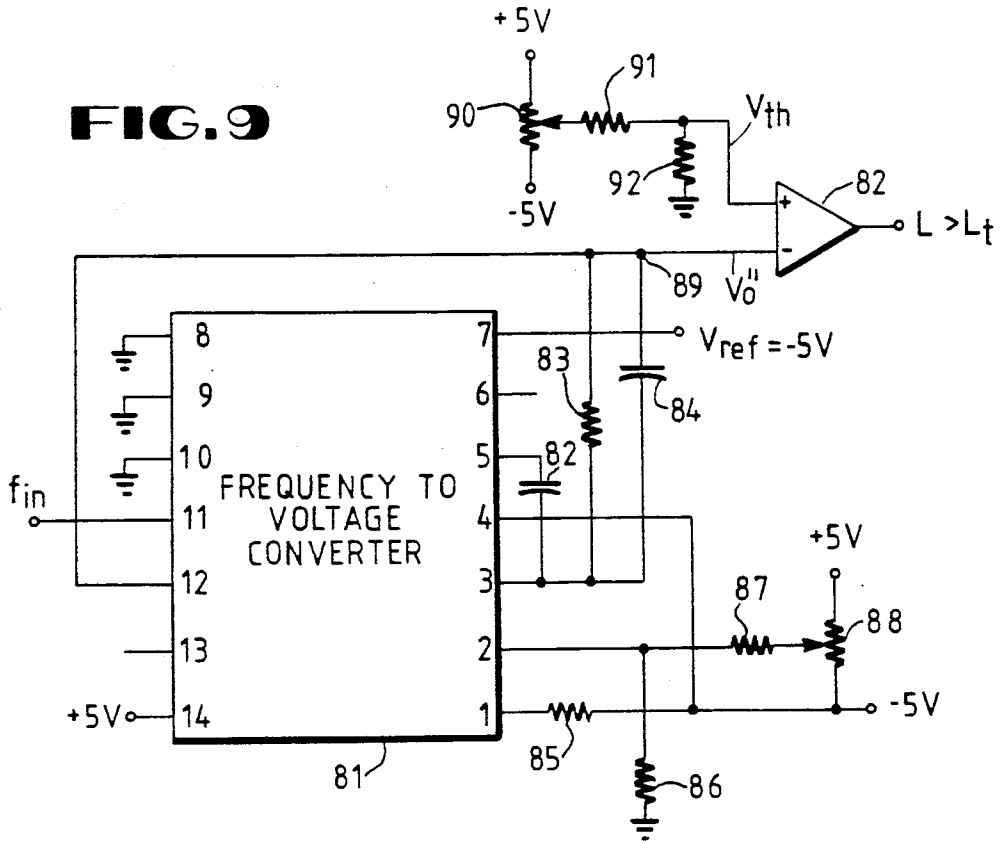 FIG.9
+5V
90
91
92
-5V
Vth
82
+
-
L >Lt
89
Vo"
8
7
Vref = -5V
9
6
83
84
10
5
82
fin
11
FREQUENCY TO
VOLTAGE
CONVERTER
4
12
3
+5V
13
2
87
88
+5V
14
1
85
-5V
81
86